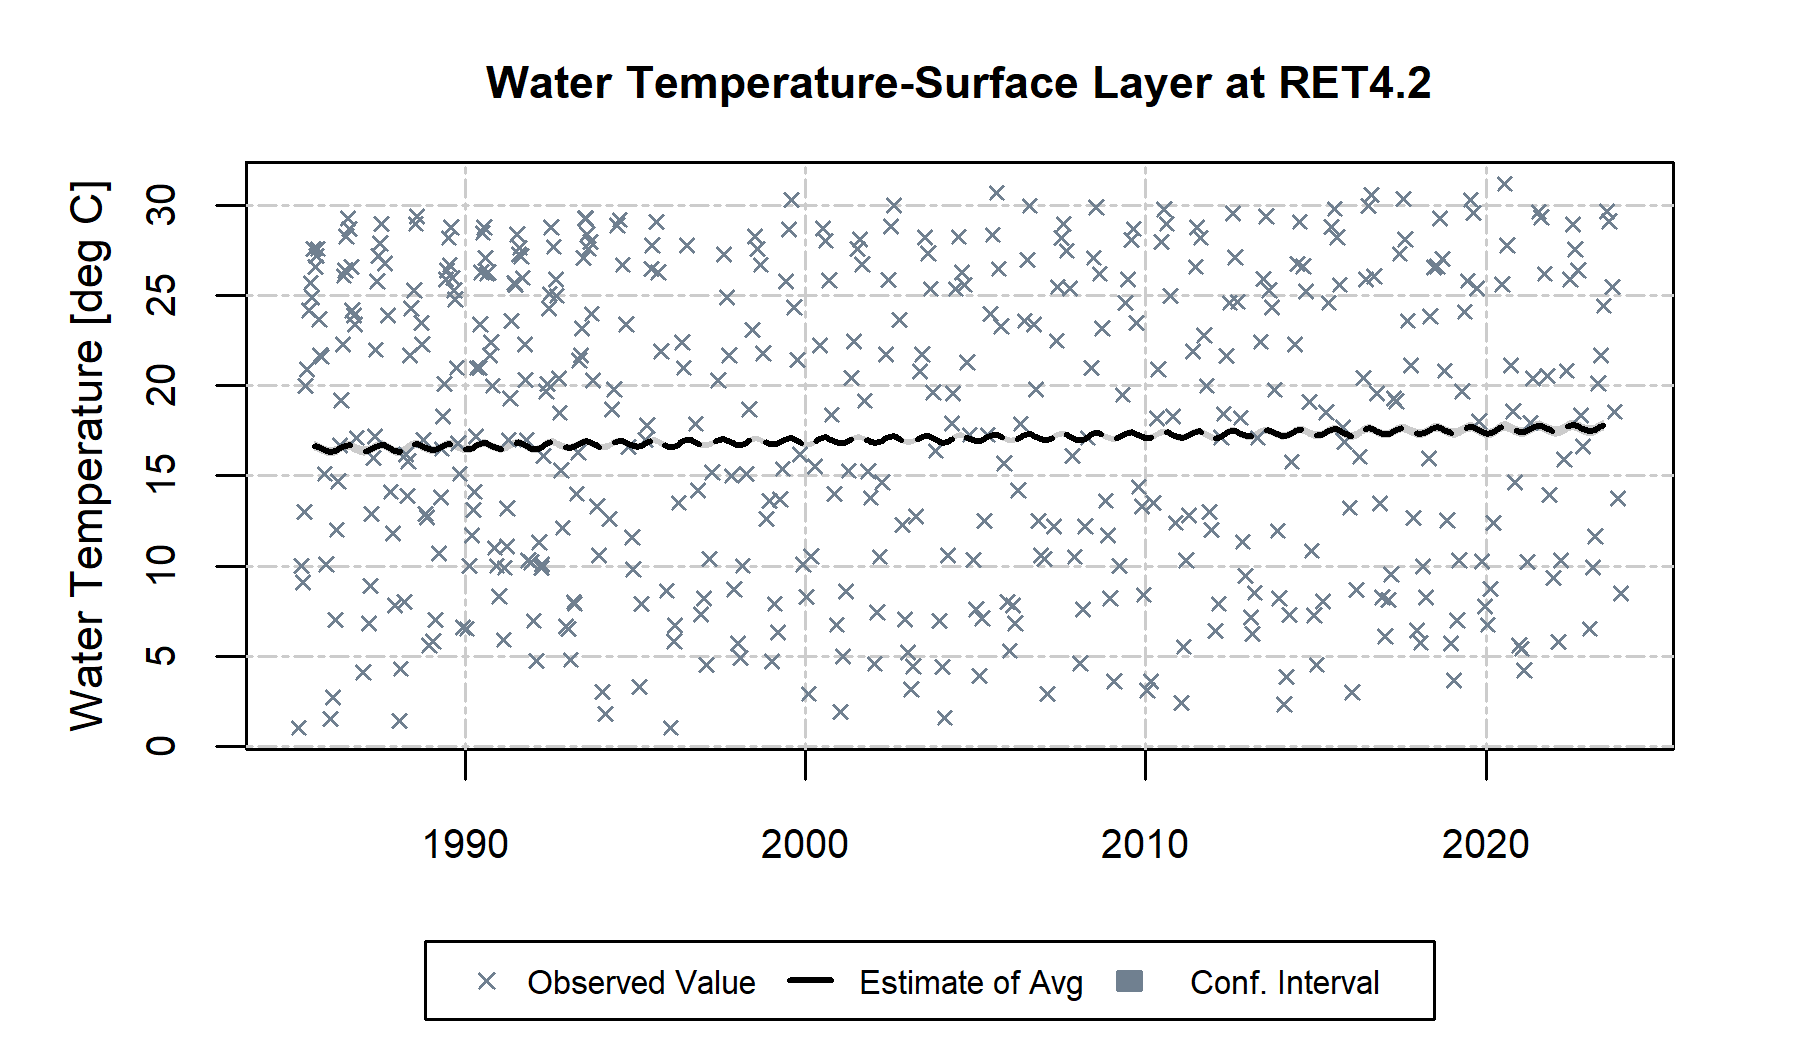 Water Temperature-Surface Layer at RET4.2
Water Temperature [deg C]
30
25
20
15
10
5
0
1990 2000 2010 2020
Observed Value Estimate of Avg Conf. Interval